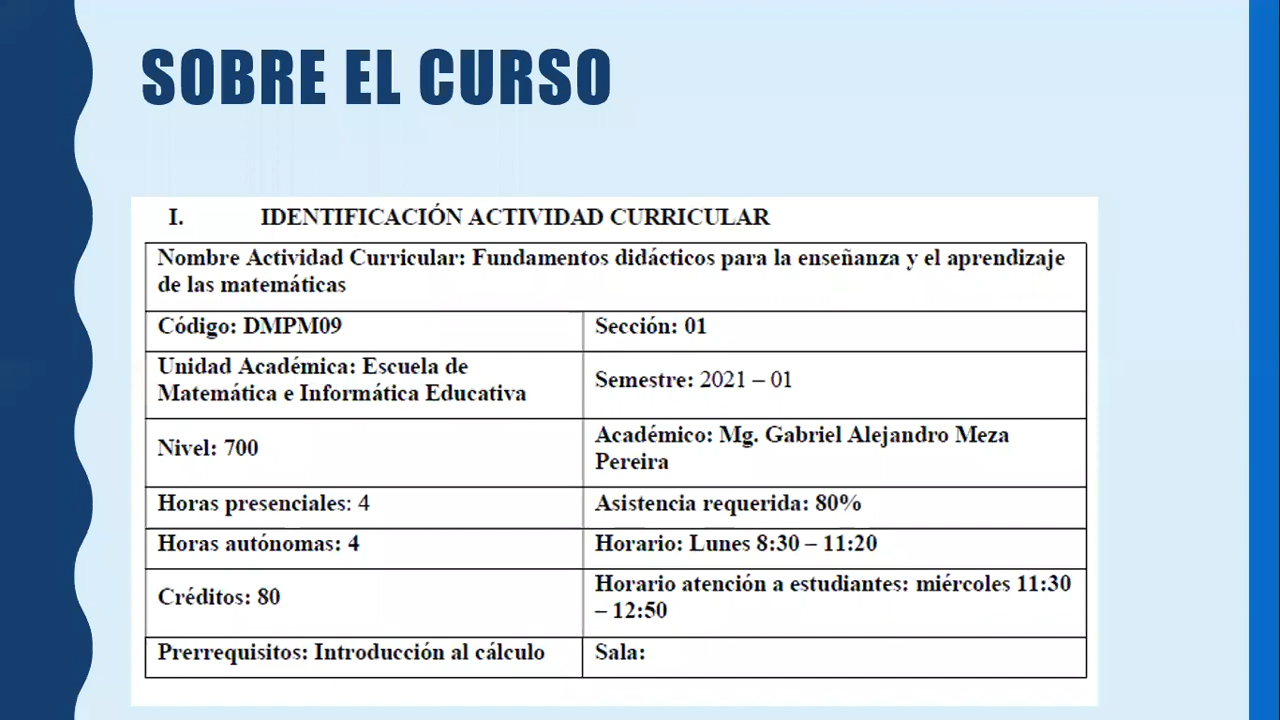 SOBRE EL CURSO
I. IDENTIFICACIÓN ACTIVIDAD CURRICULAR
Nombre Actividad Curricular: Fundamentos didácticos para la enseñanza y el aprendizaje
de las matemáticas
Código: DMPM09
Sección: 01
Unidad Académica: Escuela de
Matemática e Informática Educativa
Semestre: 2021 – 01
Nivel: 700
Académico: Mg. Gabriel Alejandro Meza
Pereira
Horas presenciales: 4
Asistencia requerida: 80%
Horas autónomas: 4
Horario: Lunes 8:30 – 11:20
Créditos: 80
Horario atención a estudiantes: miércoles 11:30
– 12:50
Prerrequisitos: Introducción al cálculo
Sala: